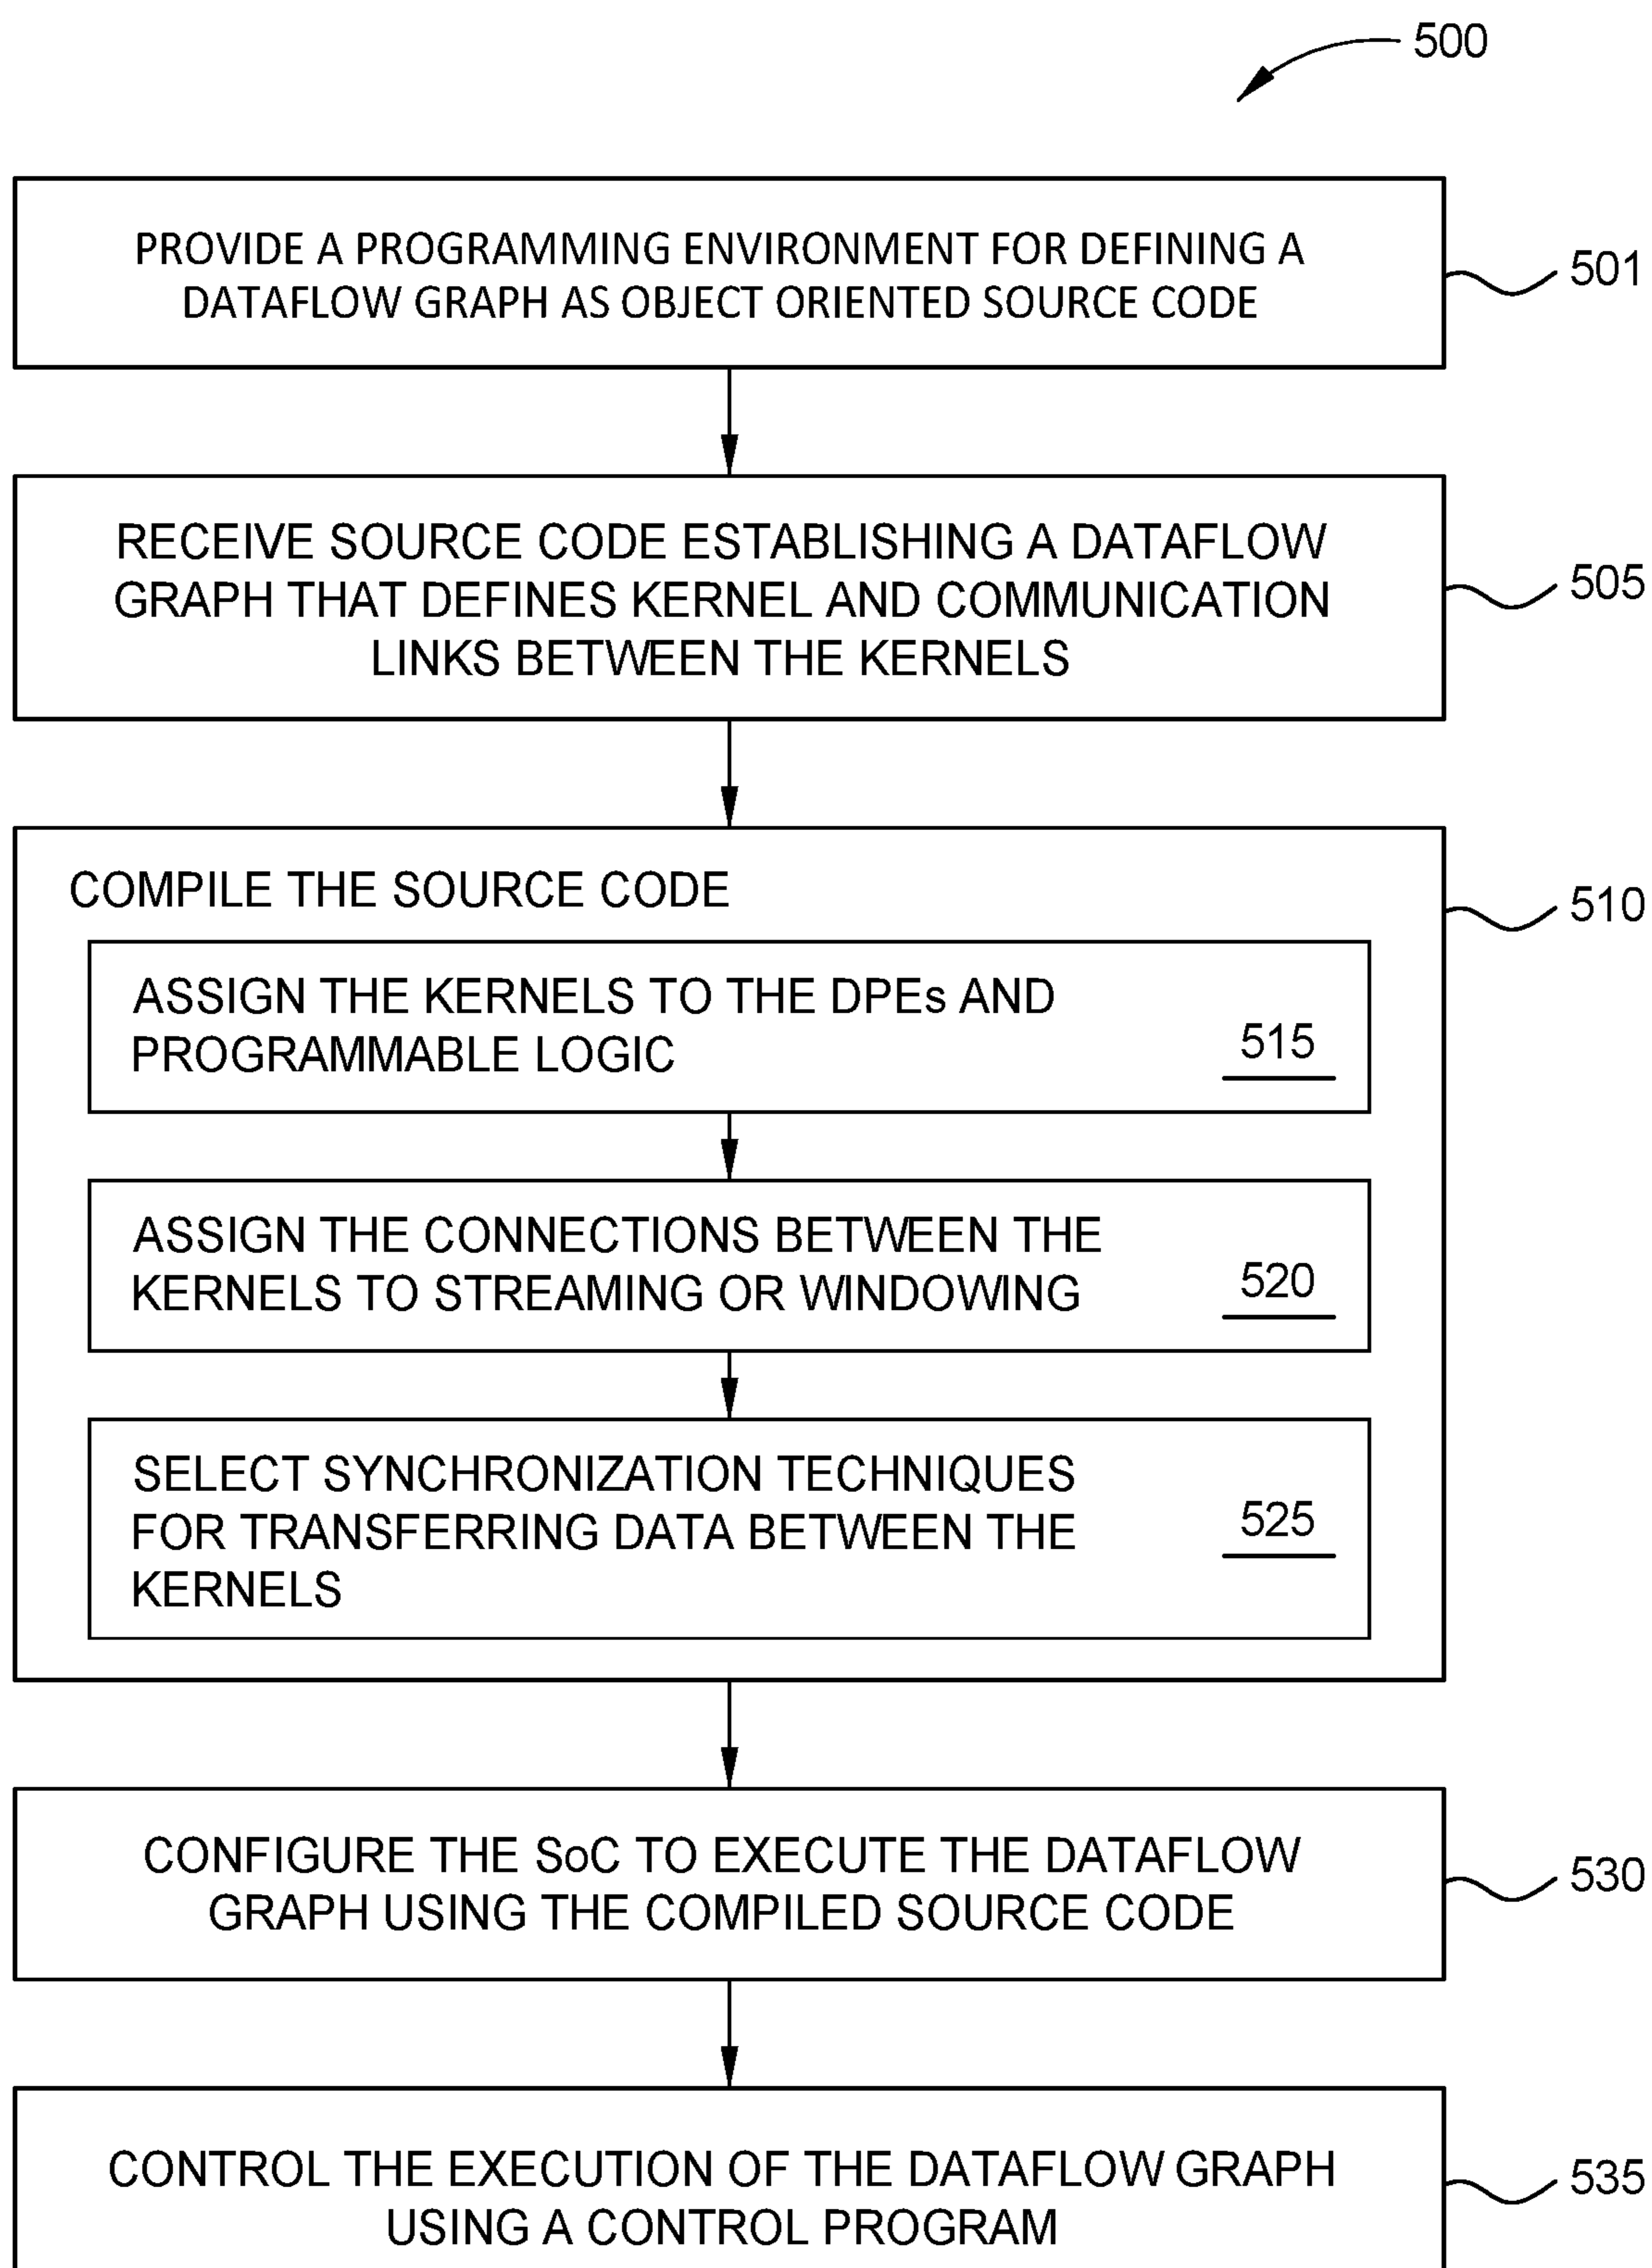 500
PROVIDE A PROGRAMMING ENVIRONMENT FOR DEFINING A
DATAFLOW GRAPH AS OBJECT ORIENTED SOURCE CODE
501
RECEIVE SOURCE CODE ESTABLISHING A DATAFLOW
GRAPH THAT DEFINES KERNEL AND COMMUNICATION
LINKS BETWEEN THE KERNELS
505
COMPILE THE SOURCE CODE
510
ASSIGN THE KERNELS TO THE DPEs AND
PROGRAMMABLE LOGIC
515
ASSIGN THE CONNECTIONS BETWEEN THE
KERNELS TO STREAMING OR WINDOWING
520
SELECT SYNCHRONIZATION TECHNIQUES
FOR TRANSFERRING DATA BETWEEN THE
KERNELS
525
CONFIGURE THE SoC TO EXECUTE THE DATAFLOW
GRAPH USING THE COMPILED SOURCE CODE
530
CONTROL THE EXECUTION OF THE DATAFLOW GRAPH
USING A CONTROL PROGRAM
535